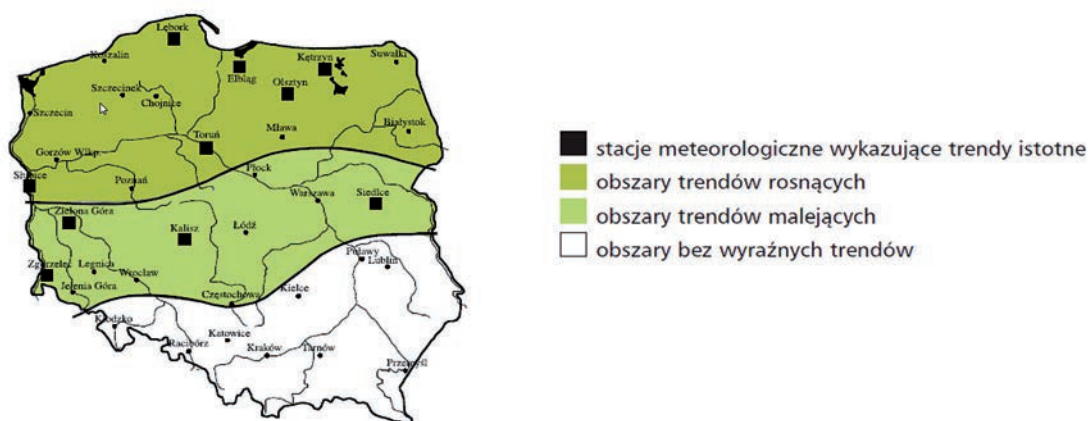 Lębork
Koszalin
Suwałki
Kętrzyn
Elbląg
Olsztyn
Szczecinek
Chojnice
Szczecin
Białystok
Toruń
Mława
Gorzów Wlkp.
Płock
Słubice
Poznań
Warszawa
Siedlce
Zielona Góra
Kalisz
Łódź
Puławy
Lublin
Zgorzelec
Legnica
Wrocław
Jelenia Góra
Częstochowa
Kielce
Kłodzko
Katowice
Racibórz
Kraków
Tarnów
Przemyśl
stacje meteorologiczne wykazujące trendy istotne
obszary trendów rosnących
obszary trendów malejących
obszary bez wyraźnych trendów